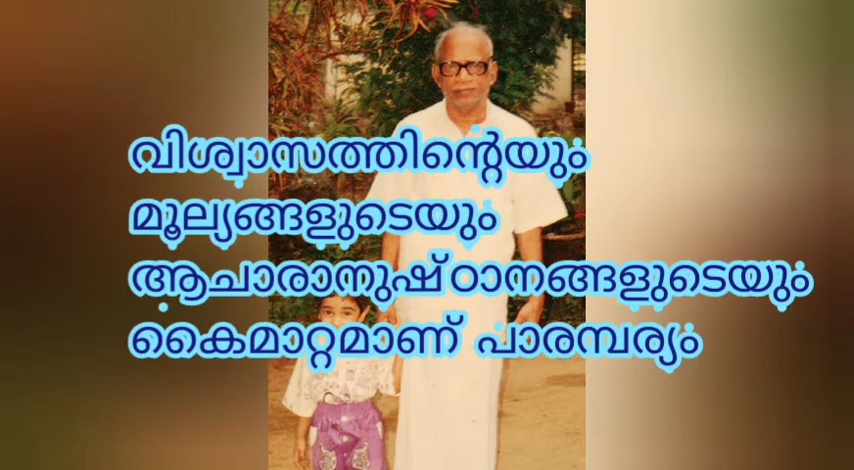 വിശ്വാസത്തിന്റെയും
മൂല്യങ്ങളുടെയും
ആചാരാനുഷ്ഠാനങ്ങളുടെയും
കൈമാറ്റമാണ് പാരമ്പര്യം